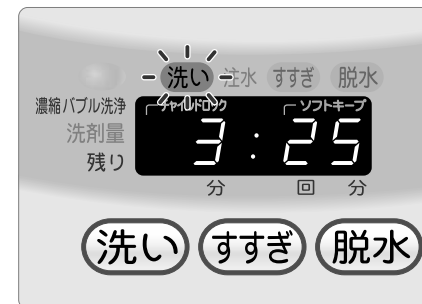 洗い 注水 すすぎ 脱水
濃縮バブル洗浄 チャイルドロック ソフトキープ
洗剤量
残り 3:25
分 回 分
洗い すすぎ 脱水